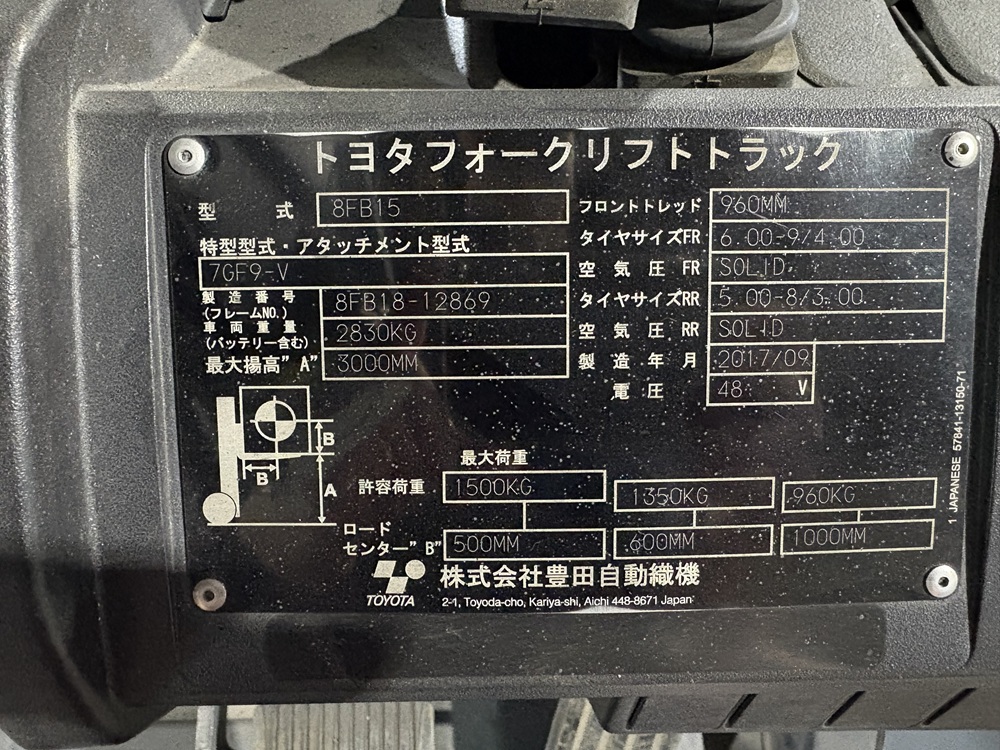 トヨタフォークリフトトラック
型 式 8FB15
特型型式・アタッチメント型式
7GF9-V
製造番号 (フレームNO.) 8FB18-12869
車両重量 (バッテリー含む) 2830KG
最大揚高"A" 3000MM
フロントトレッド 960MM
タイヤサイズFR 6.00-9/4.00
空気圧 FR SOLID
タイヤサイズRR 5.00-8/3.00
空気圧 RR SOLID
製造年月 2017/09
電圧 48 V
B
B
A
最大荷重
許容荷重 1500KG 1350KG 960KG
ロード
センター"B" 500MM 600MM 1000MM
TOYOTA
株式会社豊田自動織機
2-1, Toyoda-cho, Kariya-shi, Aichi 448-8671 Japan
1 JAPANESE 57841-13150-71